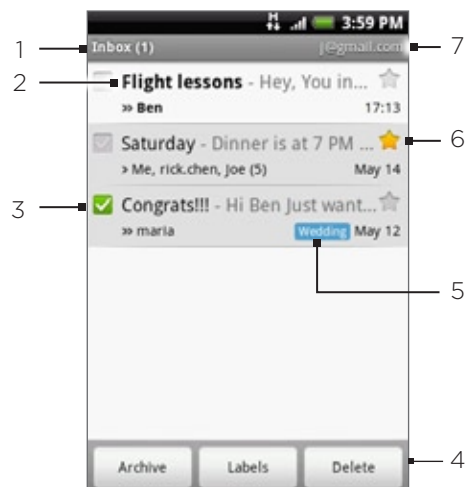 H 3:59 PM
1 Inbox (1) j@gmail.com 7
2 Flight lessons - Hey, You in...
» Ben 17:13
Saturday - Dinner is at 7 PM ... 6
› Me, rick.chen, Joe (5) May 14
3 Congrats!!! - Hi Ben Just want...
» maria Wedding May 12
5
Archive Labels Delete 4